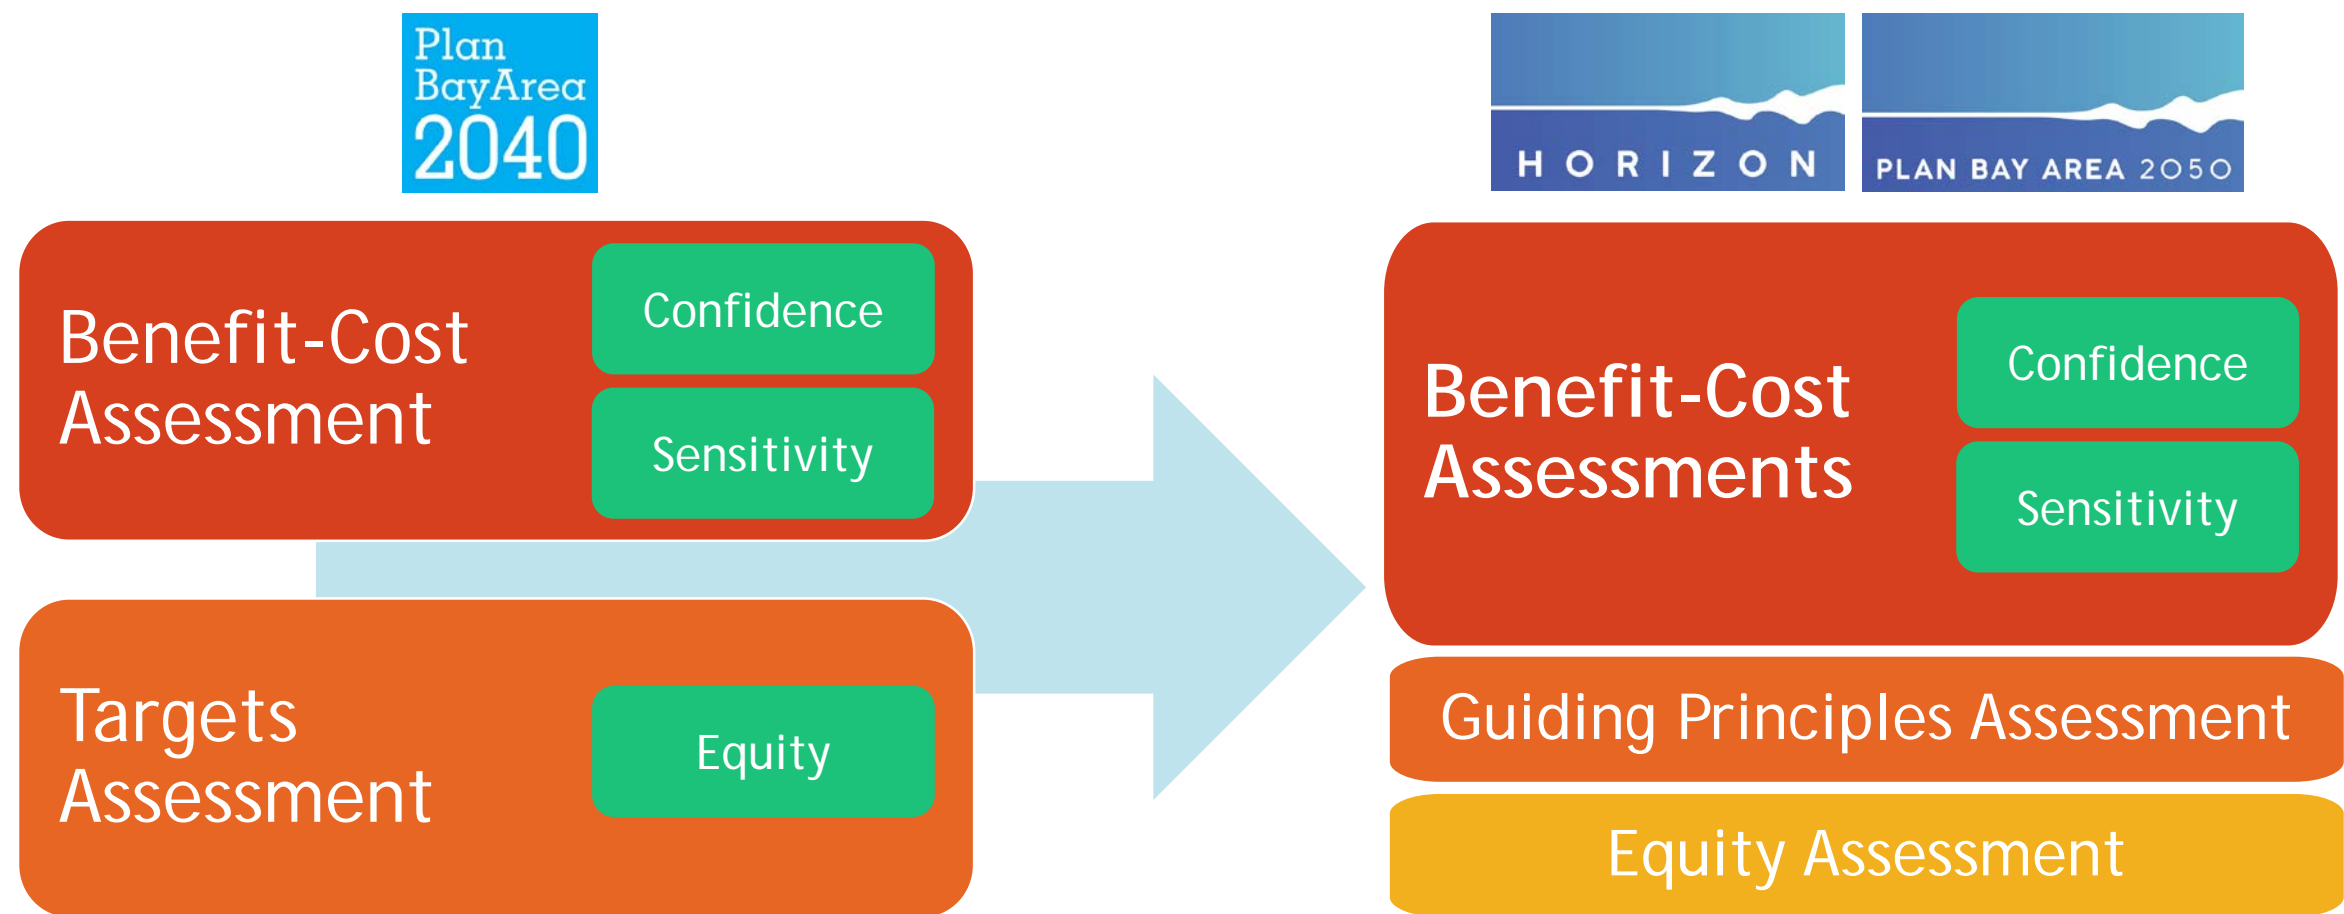 Plan
BayArea
2040
Benefit-Cost
Assessment
Confidence
Sensitivity
Targets
Assessment
Equity
HORIZON
PLAN BAY AREA 2050
Benefit-Cost
Assessments
Confidence
Sensitivity
Guiding Principles Assessment
Equity Assessment